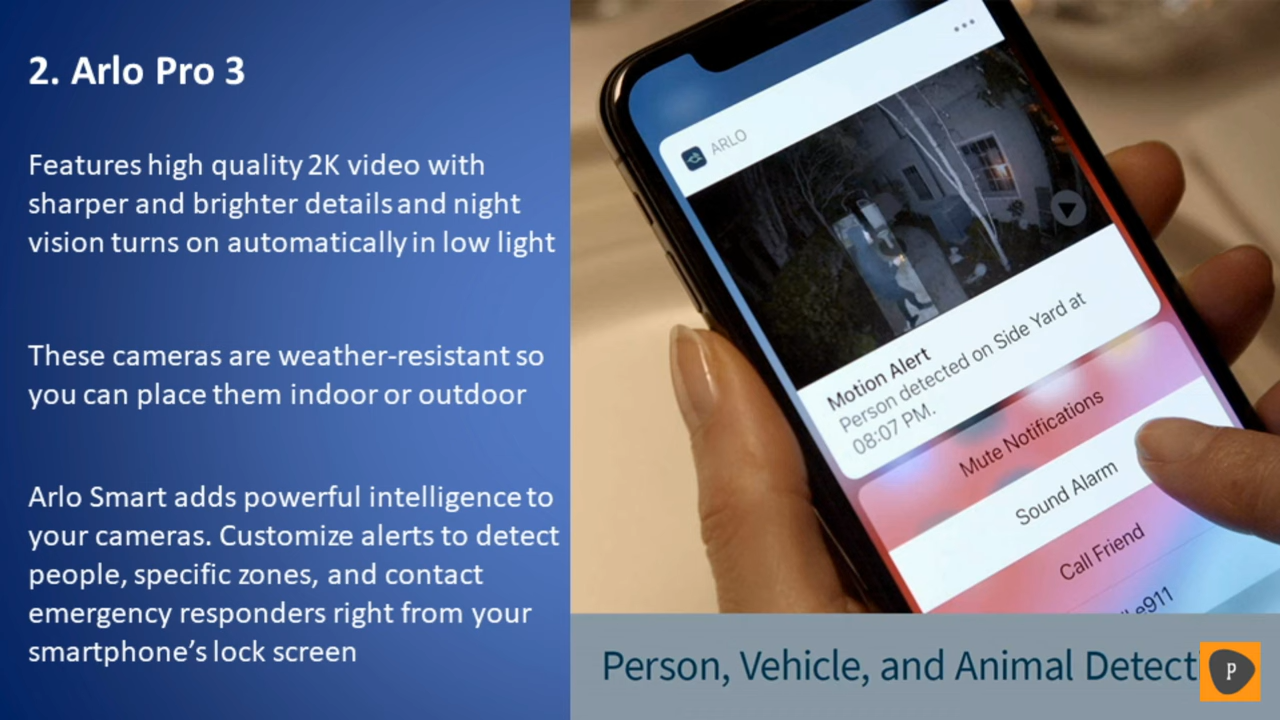 2. Arlo Pro 3
Features high quality 2K video with
sharper and brighter details and night
vision turns on automatically in low light
These cameras are weather-resistant so
you can place them indoor or outdoor
Arlo Smart adds powerful intelligence to
your cameras. Customize alerts to detect
people, specific zones, and contact
emergency responders right from your
smartphone's lock screen
ARLO
Motion Alert
Person detected on Side Yard at
08:07 PM.
Mute Notifications
Sound Alarm
Call Friend
e911
Person, Vehicle, and Animal Detect
P